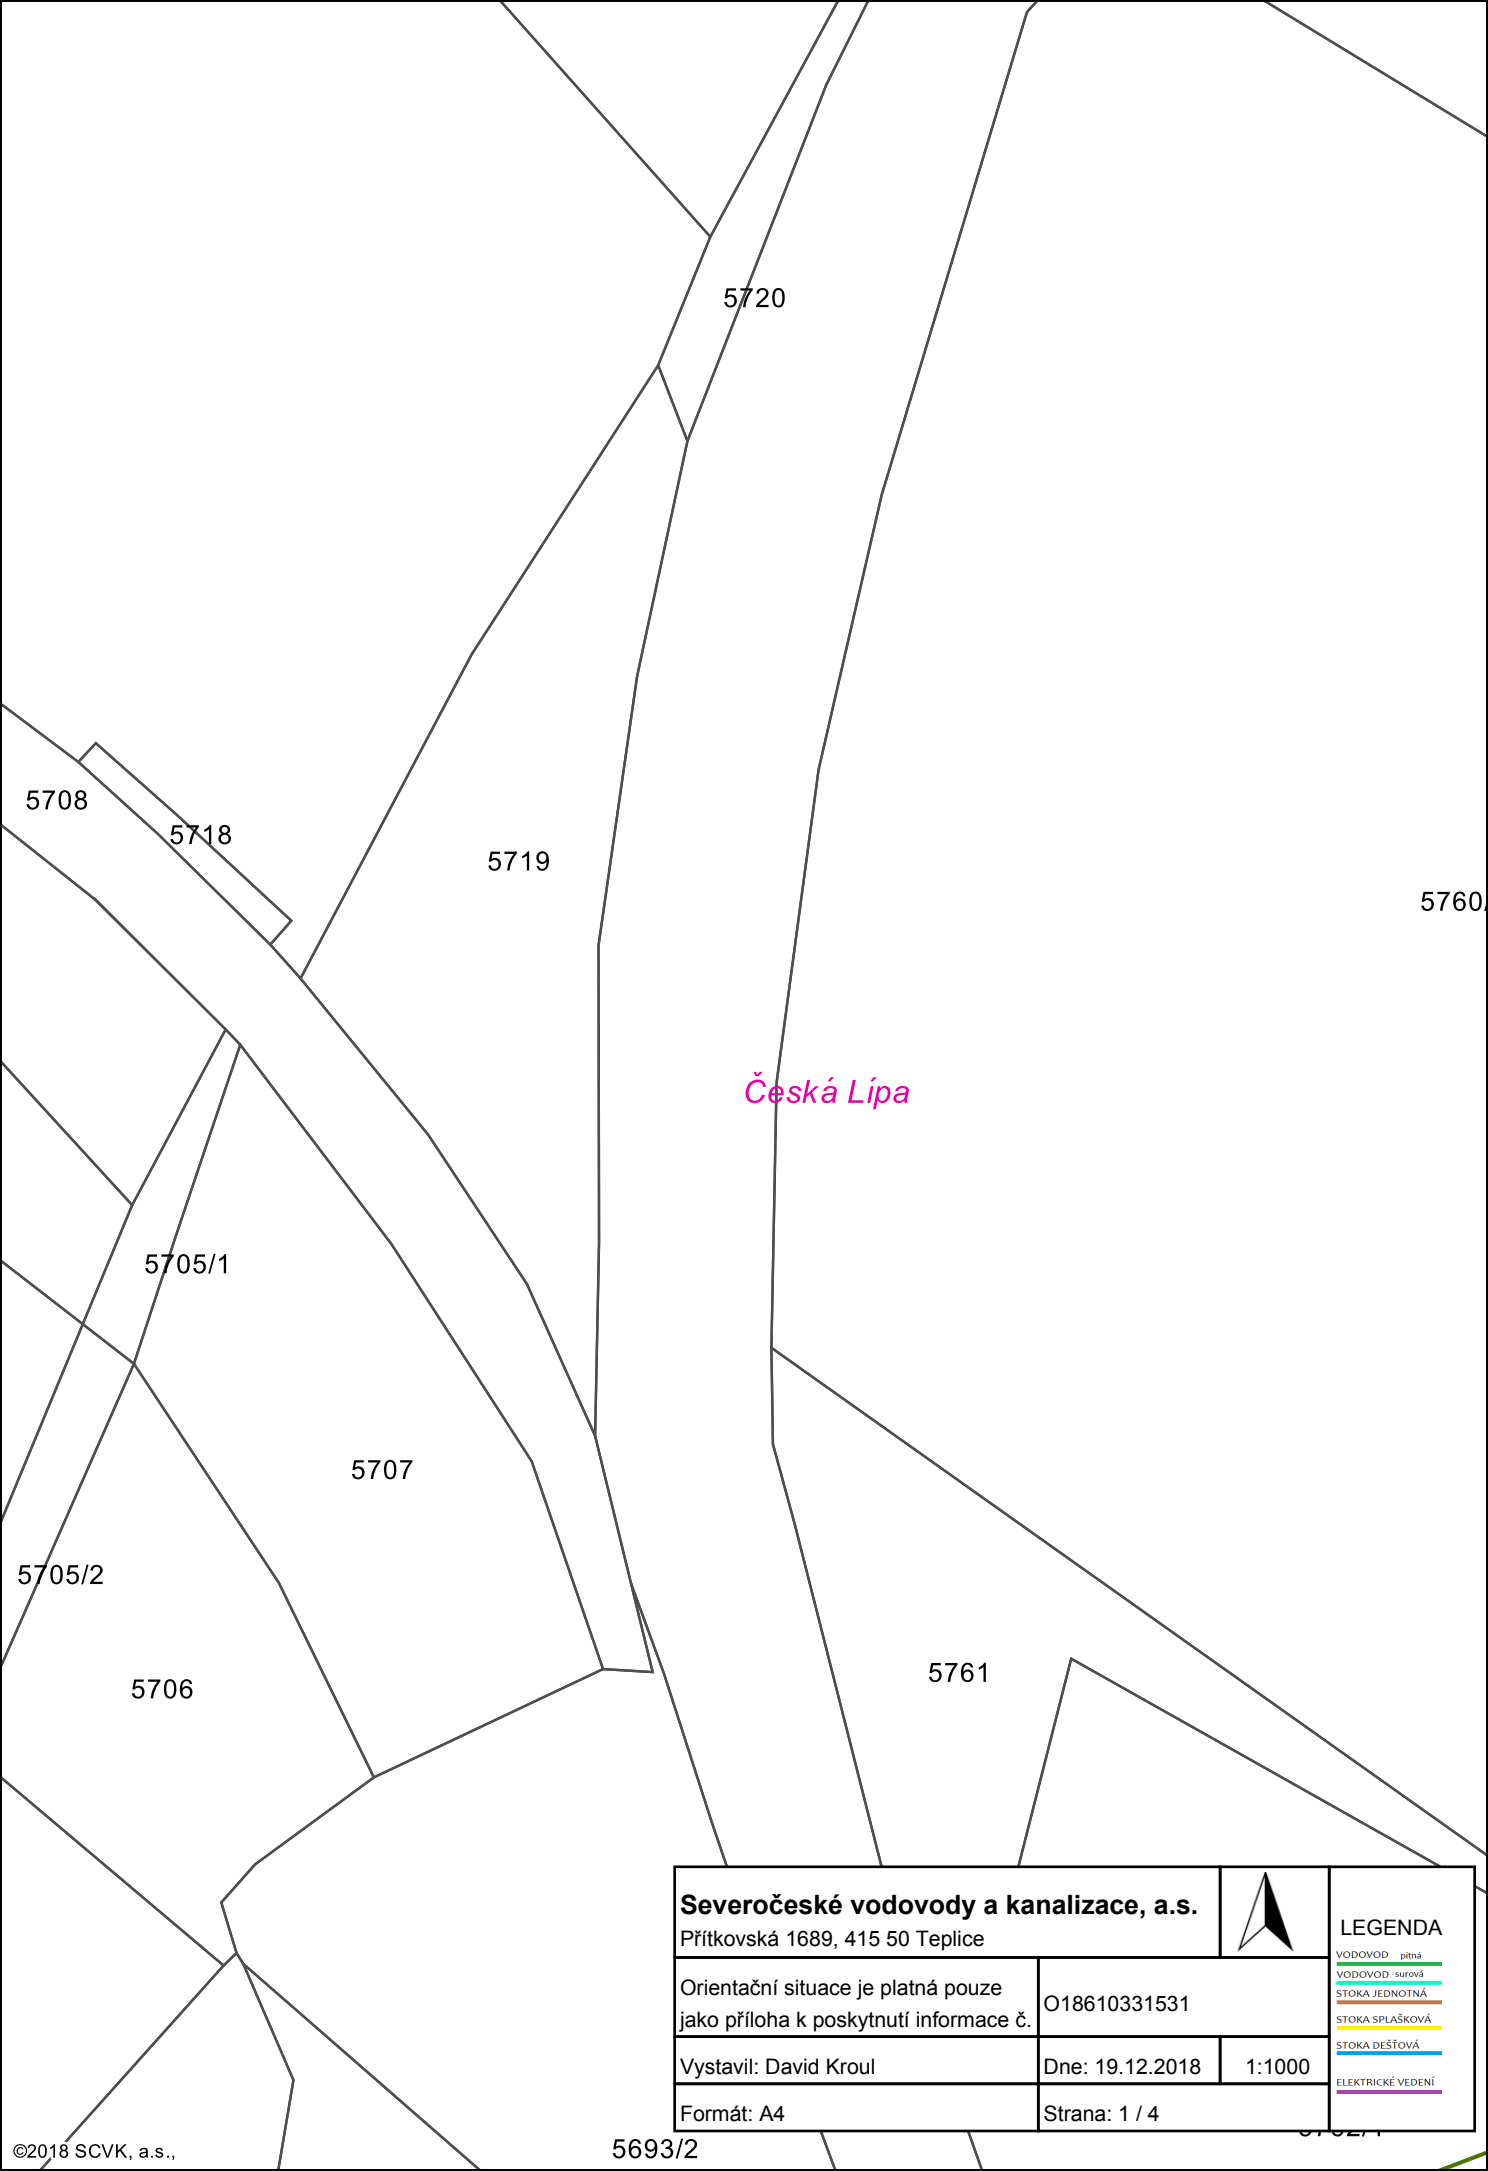 5720
5708
5718
5719
5760/
Česká Lípa
5705/1
5707
5705/2
5706
5761
Severočeské vodovody a kanalizace, a.s.
Přítkovská 1689, 415 50 Teplice
Orientační situace je platná pouze
jako příloha k poskytnutí informace č.
O18610331531
Vystavil: David Kroul
Dne: 19.12.2018
1:1000
Formát: A4
Strana: 1 / 4
LEGENDA
VODOVOD pitná
VODOVOD surová
STOKA JEDNOTNÁ
STOKA SPLAŠKOVÁ
STOKA DEŠŤOVÁ
ELEKTRICKÉ VEDENÍ
5693/2
©2018 SCVK, a.s.,